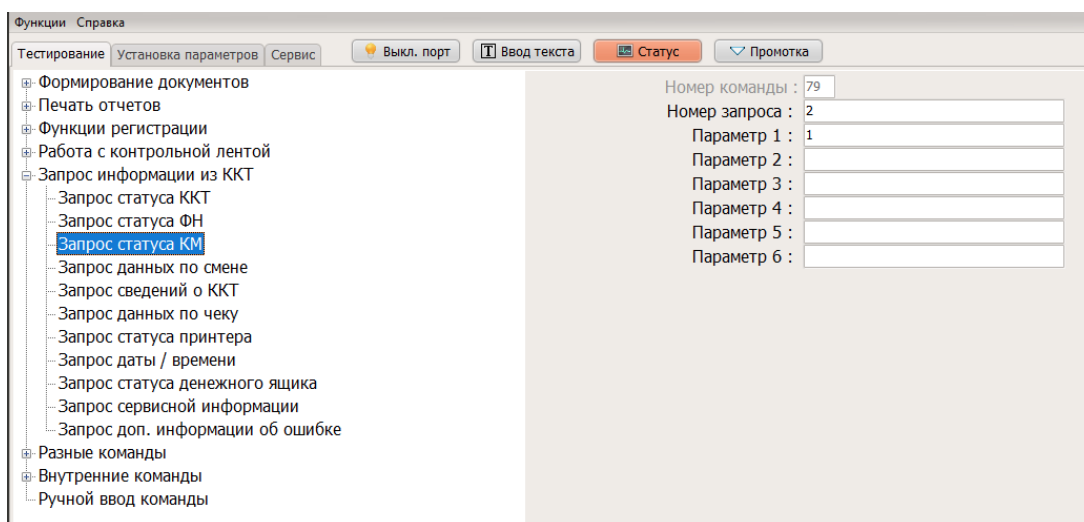 Функции Справка
Тестирование Установка параметров Сервис Выкл. порт Ввод текста Статус Промотка
Формирование документов
Печать отчетов
Функции регистрации
Работа с контрольной лентой
Запрос информации из ККТ
Запрос статуса ККТ
Запрос статуса ФН
Запрос статуса КМ
Запрос данных по смене
Запрос сведений о ККТ
Запрос данных по чеку
Запрос статуса принтера
Запрос даты / времени
Запрос статуса денежного ящика
Запрос сервисной информации
Запрос доп. информации об ошибке
Разные команды
Внутренние команды
Ручной ввод команды
Номер команды : 79
Номер запроса : 2
Параметр 1 : 1
Параметр 2 :
Параметр 3 :
Параметр 4 :
Параметр 5 :
Параметр 6 :